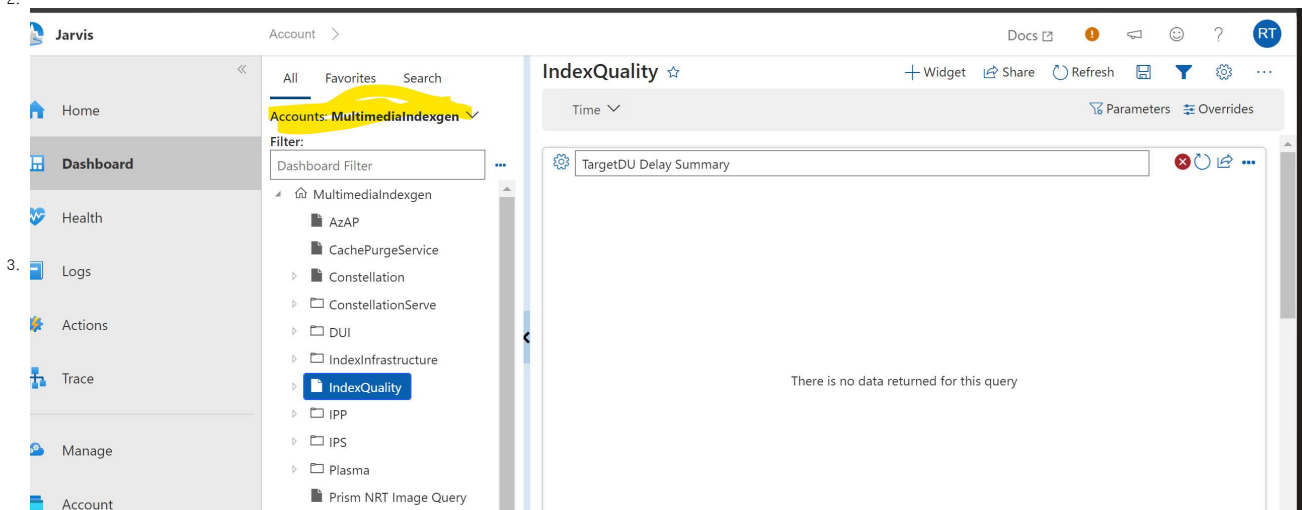 2.
Jarvis
Account >
Docs
?
RT
All Favorites Search
Accounts: MultimediaIndexgen
Filter:
Dashboard Filter
...
MultimediaIndexgen
AzAP
CachePurgeService
Constellation
ConstellationServe
DUI
IndexInfrastructure
IndexQuality
IPP
IPS
Plasma
Prism NRT Image Query
Home
Dashboard
Health
3.
Logs
Actions
Trace
Manage
Account
IndexQuality
+ Widget Share Refresh ...
Time
Parameters Overrides
TargetDU Delay Summary
...
There is no data returned for this query